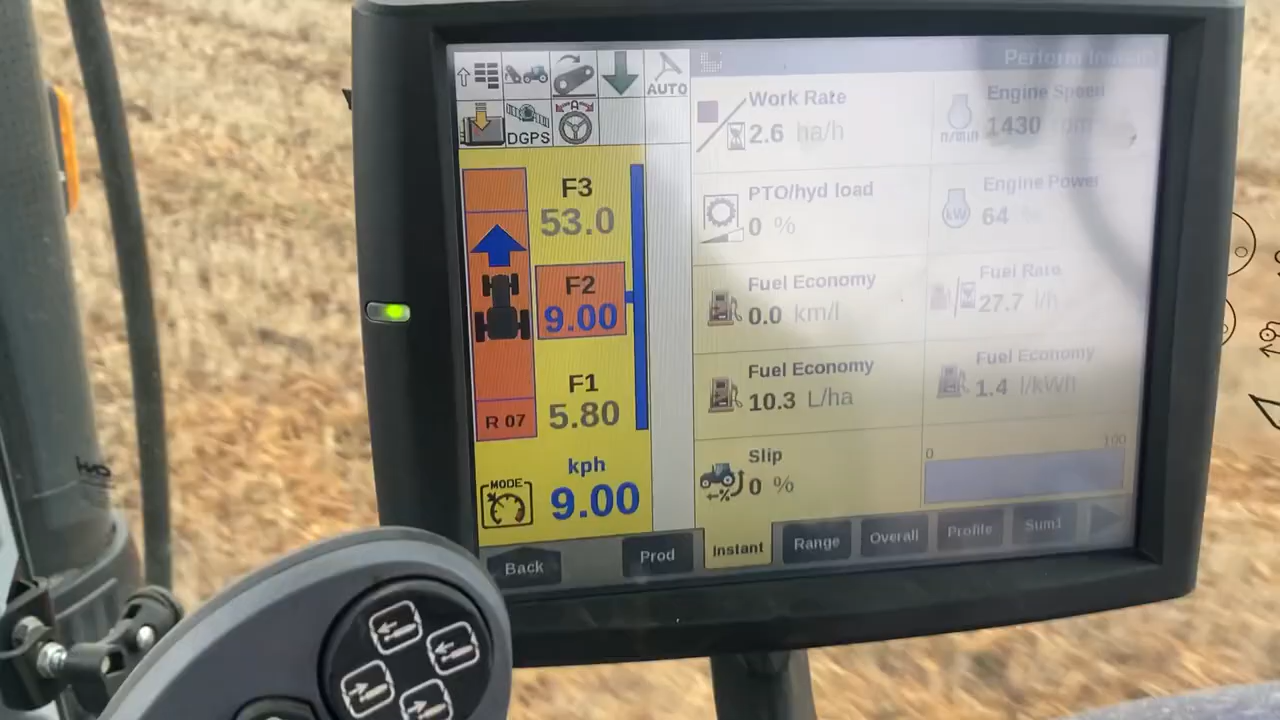 Perform
AUTO
DGPS
A
Work Rate
2.6 ha/h
Engine Speed
n/min 1430
F3
53.0
PTO/hyd load
0 %
Engine Power
kW 64
F2
9.00
Fuel Economy
0.0 km/l
Fuel Rate
27.7 l/h
F1
5.80
R 07
Fuel Economy
10.3 L/ha
Fuel Economy
1.4 l/kWh
kph
9.00
MODE
Slip
0 %
%
0 100
Back
Prod
Instant
Range
Overall
Profile
Sum1